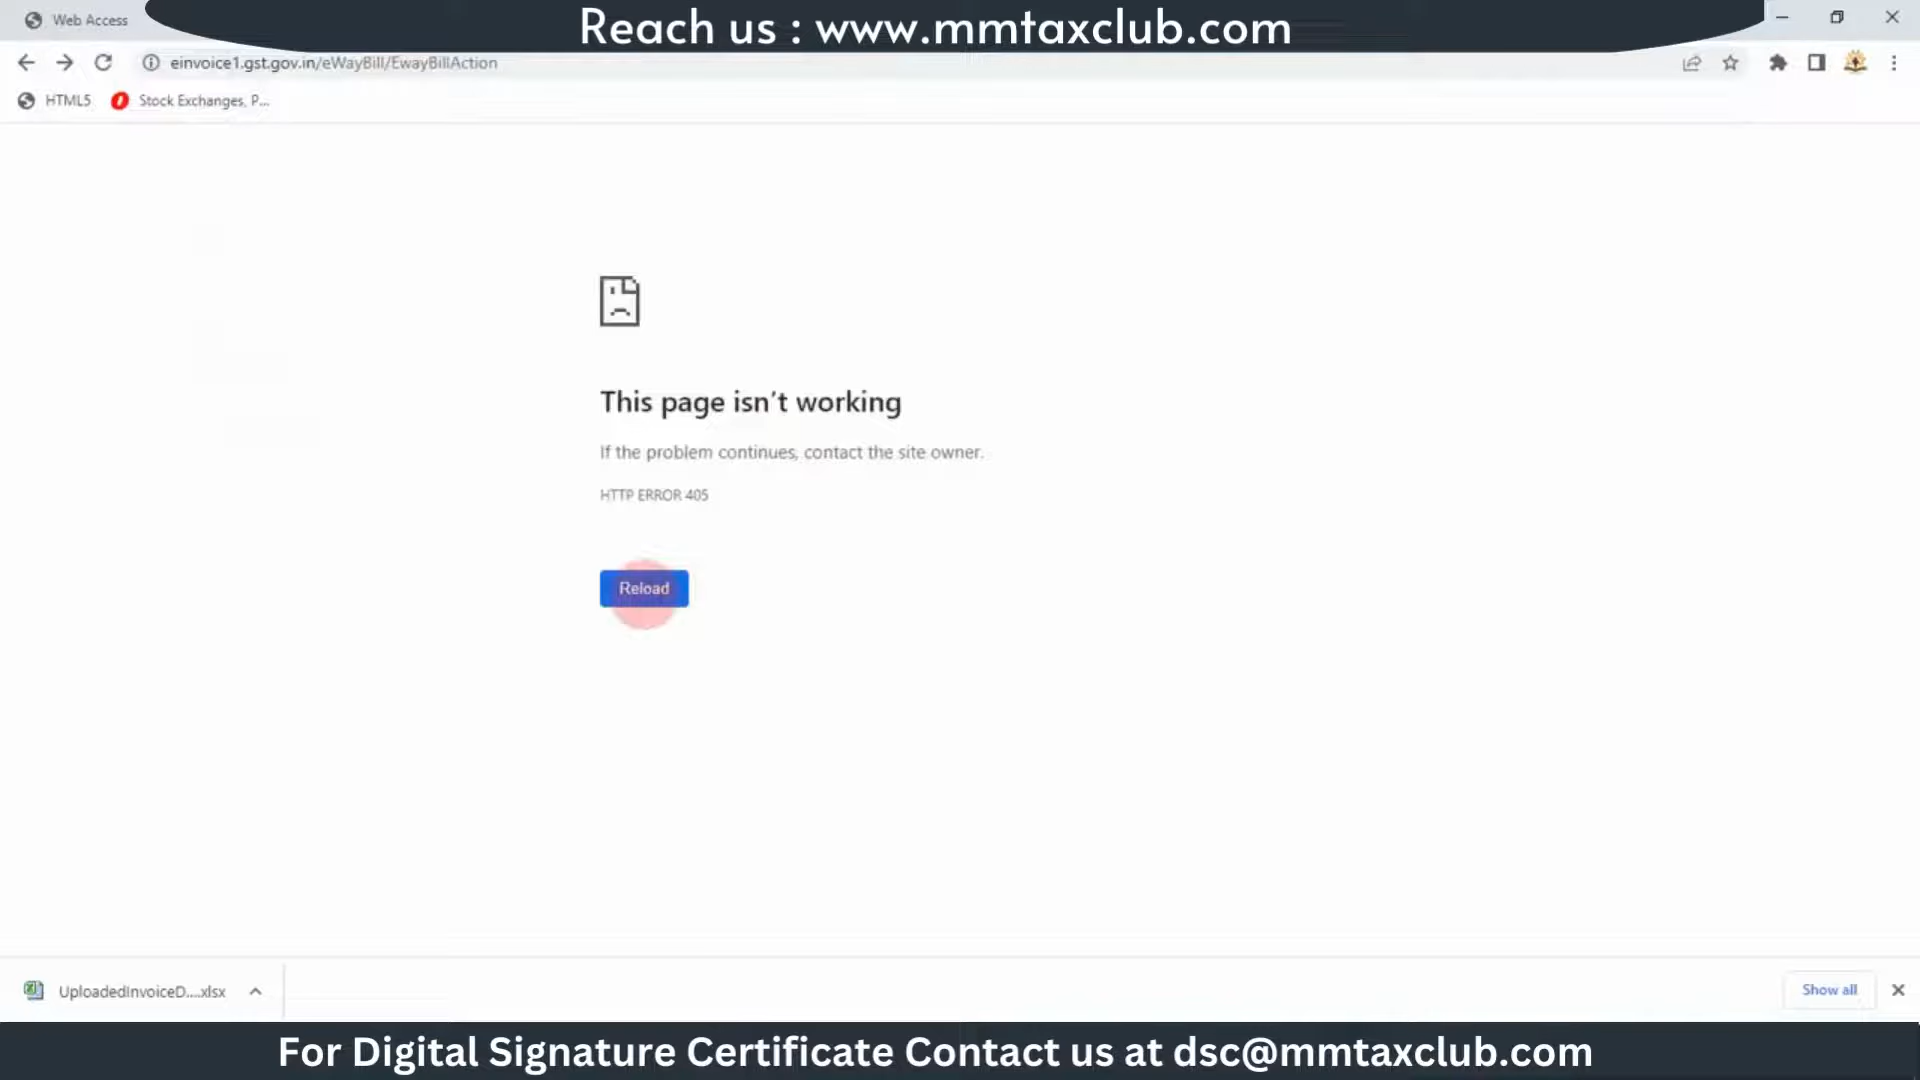 Web Access
Reach us : www.mmtaxclub.com
einvoice1.gst.gov.in/eWayBill/EwayBillAction
HTML5
Stock Exchanges, P...
This page isn't working
If the problem continues, contact the site owner.
HTTP ERROR 405
Reload
UploadedInvoiceD....xlsx
Show all
For Digital Signature Certificate Contact us at dsc@mmtaxclub.com